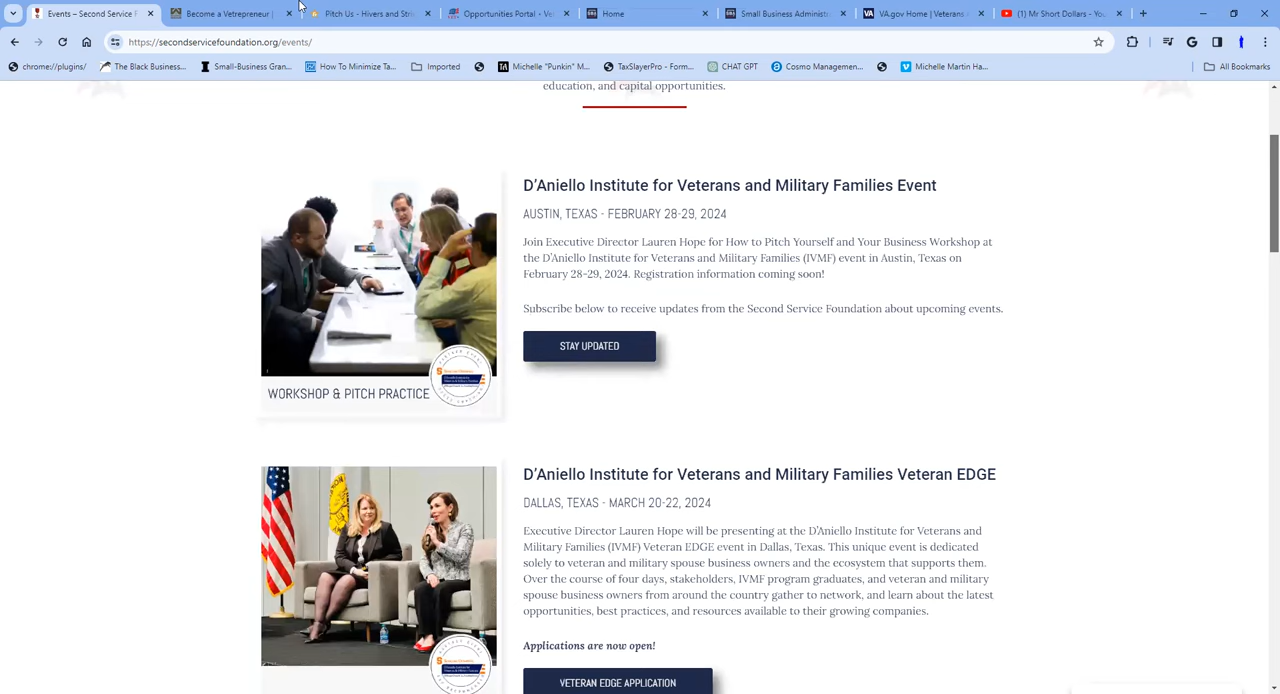 Events – Second Service F
Become a Vetrepreneur |
Pitch Us - Hivers and Stri
Opportunities Portal - Vet
Home
Small Business Administr
VA.gov Home | Veterans A
(1) Mr Short Dollars - You
https://secondservicefoundation.org/events/
chrome://plugins/
The Black Business...
Small-Business Gran...
How To Minimize Ta...
Imported
Michelle "Punkin" M...
TaxSlayerPro - Form...
CHAT GPT
Cosmo Managemen...
Michelle Martin Ha...
All Bookmarks
education, and capital opportunities.
D'Aniello Institute for Veterans and Military Families Event
AUSTIN, TEXAS - FEBRUARY 28-29, 2024
Join Executive Director Lauren Hope for How to Pitch Yourself and Your Business Workshop at
the D'Aniello Institute for Veterans and Military Families (IVMF) event in Austin, Texas on
February 28-29, 2024. Registration information coming soon!
Subscribe below to receive updates from the Second Service Foundation about upcoming events.
STAY UPDATED
WORKSHOP & PITCH PRACTICE
D'Aniello Institute for Veterans and Military Families Veteran EDGE
DALLAS, TEXAS - MARCH 20-22, 2024
Executive Director Lauren Hope will be presenting at the D'Aniello Institute for Veterans and
Military Families (IVMF) Veteran EDGE event in Dallas, Texas. This unique event is dedicated
solely to veteran and military spouse business owners and the ecosystem that supports them.
Over the course of four days, stakeholders, IVMF program graduates, and veteran and military
spouse business owners from around the country gather to network, and learn about the latest
opportunities, best practices, and resources available to their growing companies.
Applications are now open!
VETERAN EDGE APPLICATION